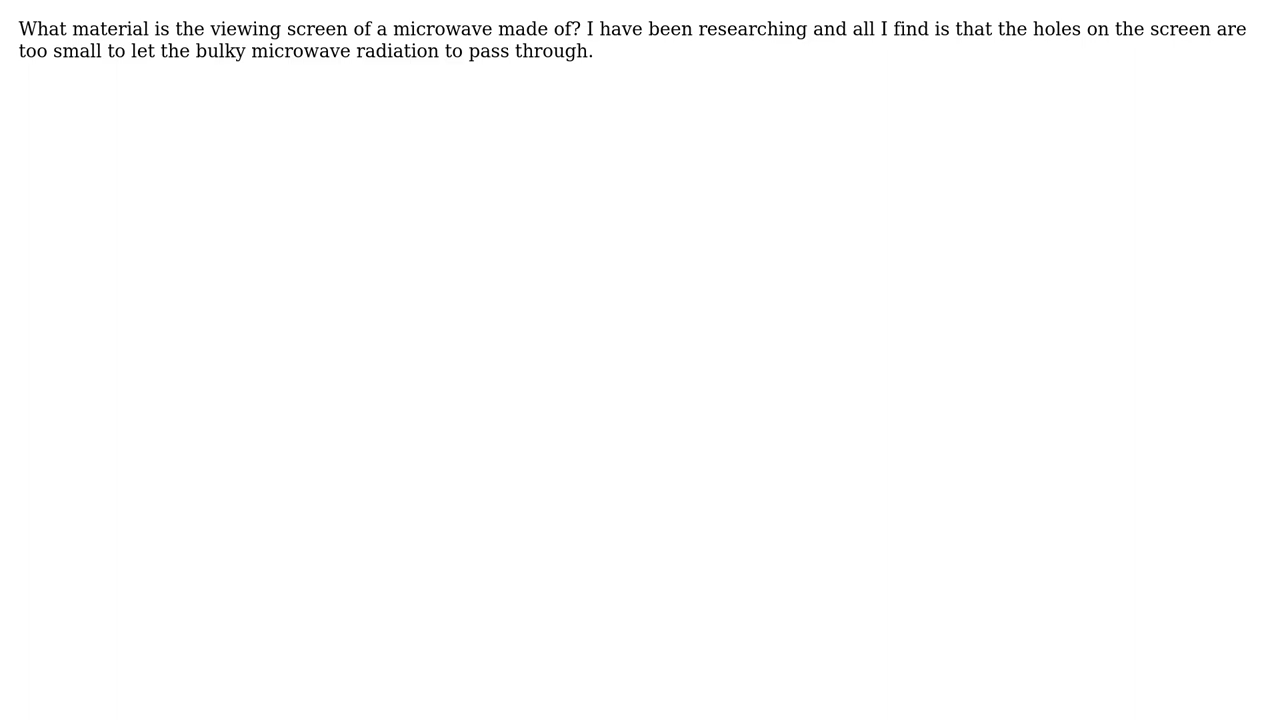 What material is the viewing screen of a microwave made of? I have been researching and all I find is that the holes on the screen are
too small to let the bulky microwave radiation to pass through.